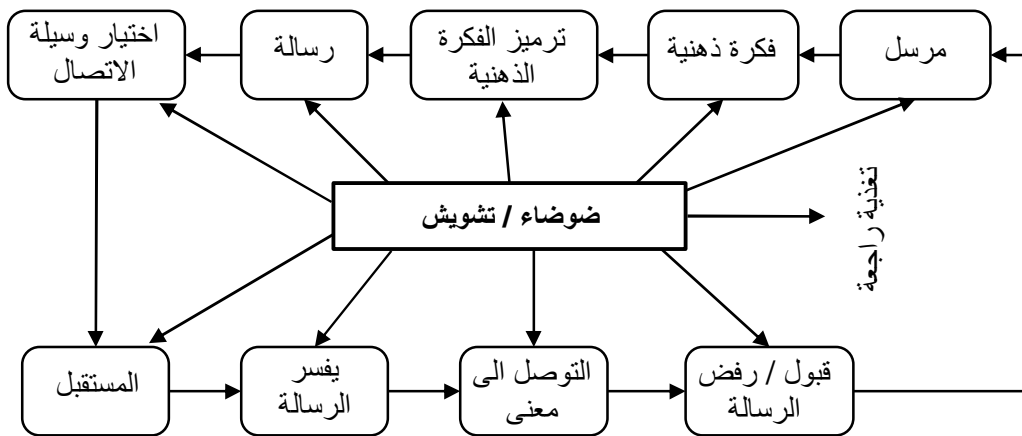 مرسل
فكرة ذهنية
ترميز الفكرة
الذهنية
رسالة
اختيار وسيلة
الاتصال
ضوضاء / تشويش
تغذية راجعة
المستقبل
يفسر
الرسالة
التوصل الى
معنى
قبول / رفض
الرسالة